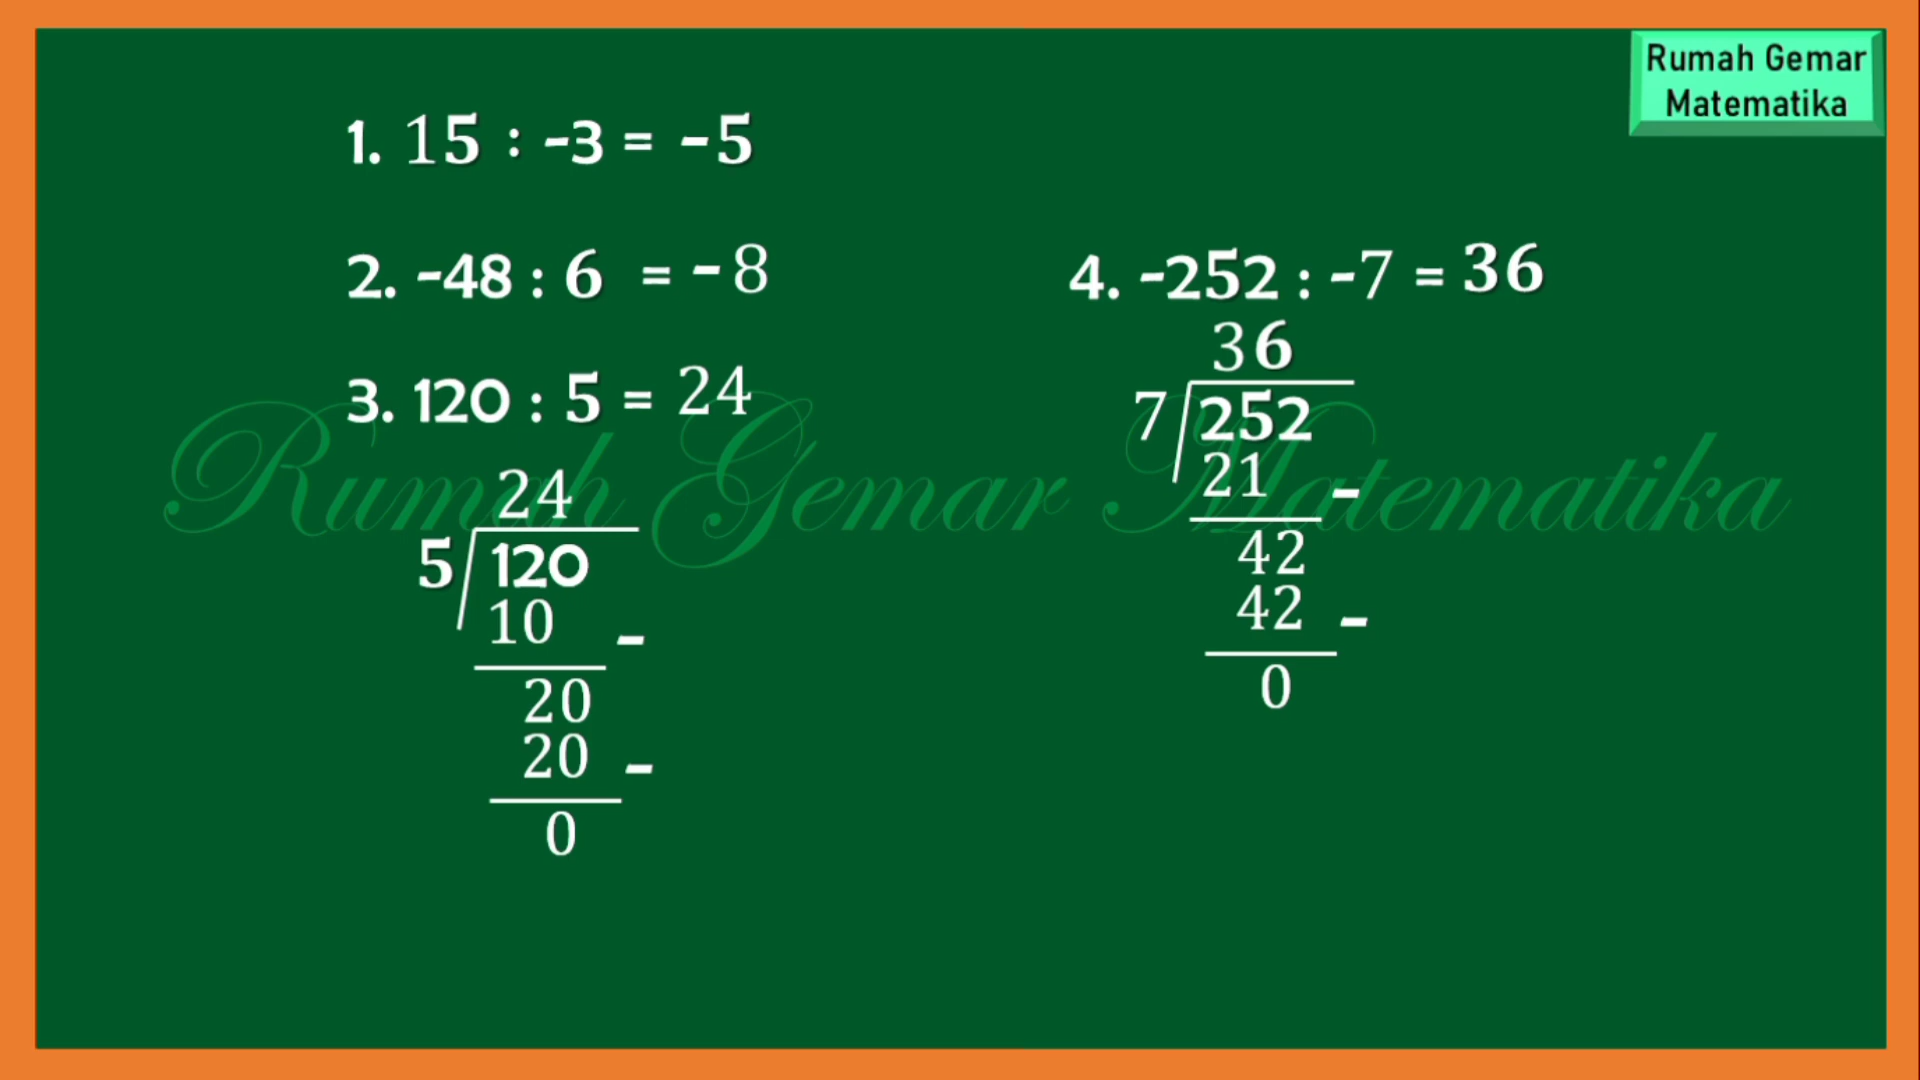 Rumah Gemar
Matematika
1. 15 : -3 = -5
2. -48 : 6 = -8
3. 120 : 5 = 24
24
5 120
10 -
20
20 -
0
4. -252 : -7 = 36
36
7 252
21 -
42
42 -
0
Rumah Gemar Matematika